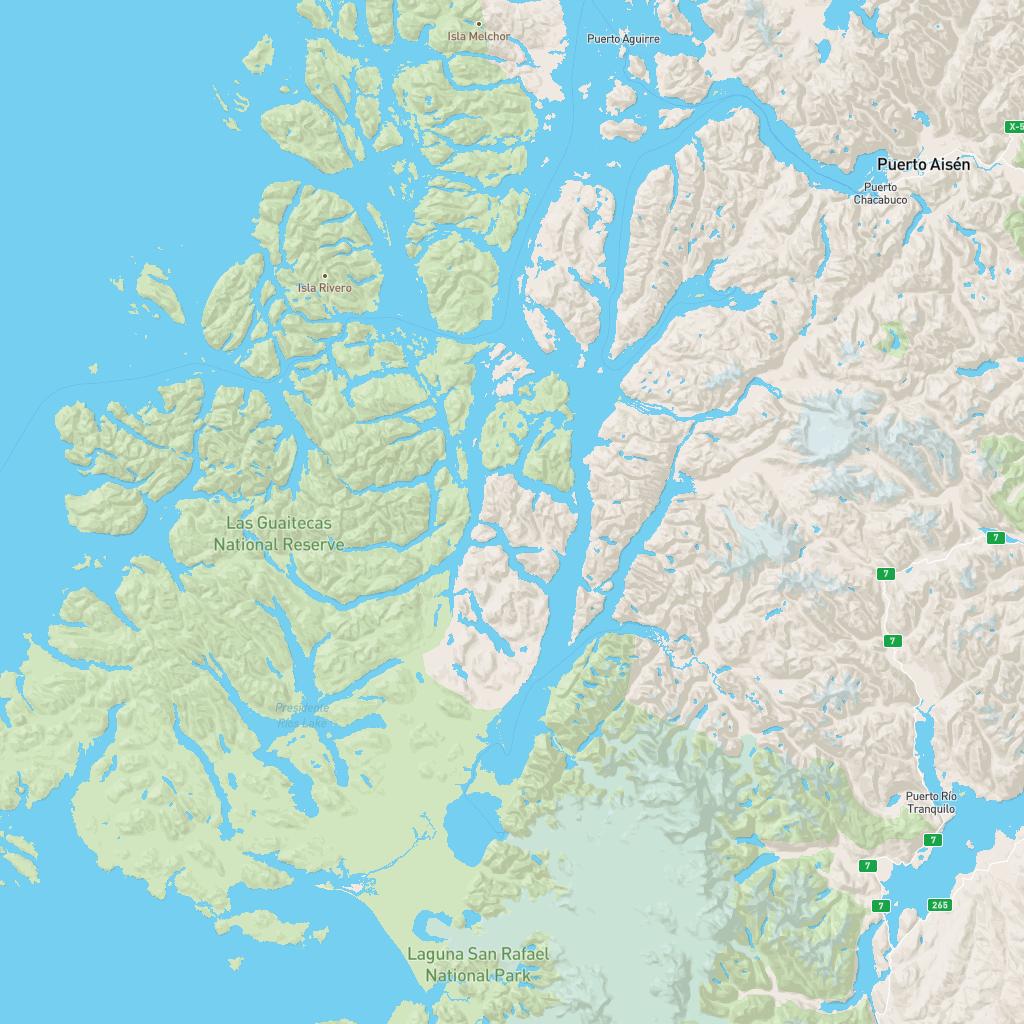 Isla Melchor
Puerto Aguirre
X-5
Puerto Aisén
Puerto
Chacabuco
Isla Rivero
Las Guaitecas
National Reserve
7
7
7
Presidente
Ríos Lake
Puerto Río
Tranquilo
7
7
7
265
Laguna San Rafael
National Park